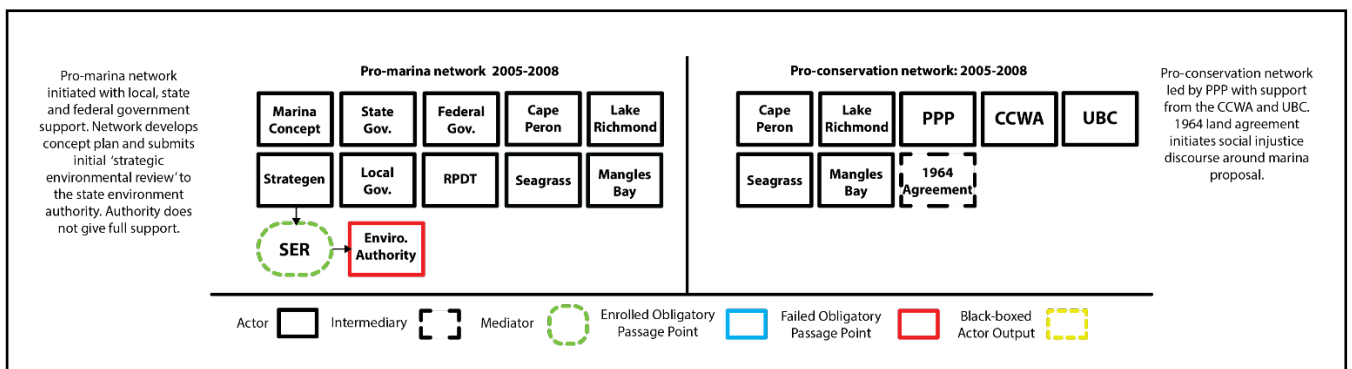 Pro-marina network
initiated with local, state
and federal government
support. Network develops
concept plan and submits
initial ‘strategic
environmental review’ to
the state environment
authority. Authority does
not give full support.
Pro-marina network 2005-2008
Marina
Concept
State
Gov.
Federal
Gov.
Cape
Peron
Lake
Richmond
Strategen
Local
Gov.
RPDT
Seagrass
Mangles
Bay
SER
Enviro.
Authority
Pro-conservation network: 2005-2008
Cape
Peron
Lake
Richmond
PPP
CCWA
UBC
Seagrass
Mangles
Bay
1964
Agreement
Pro-conservation network
led by PPP with support
from the CCWA and UBC.
1964 land agreement
initiates social injustice
discourse around marina
proposal.
Actor
Intermediary
Mediator
Enrolled Obligatory
Passage Point
Failed Obligatory
Passage Point
Black-boxed
Actor Output